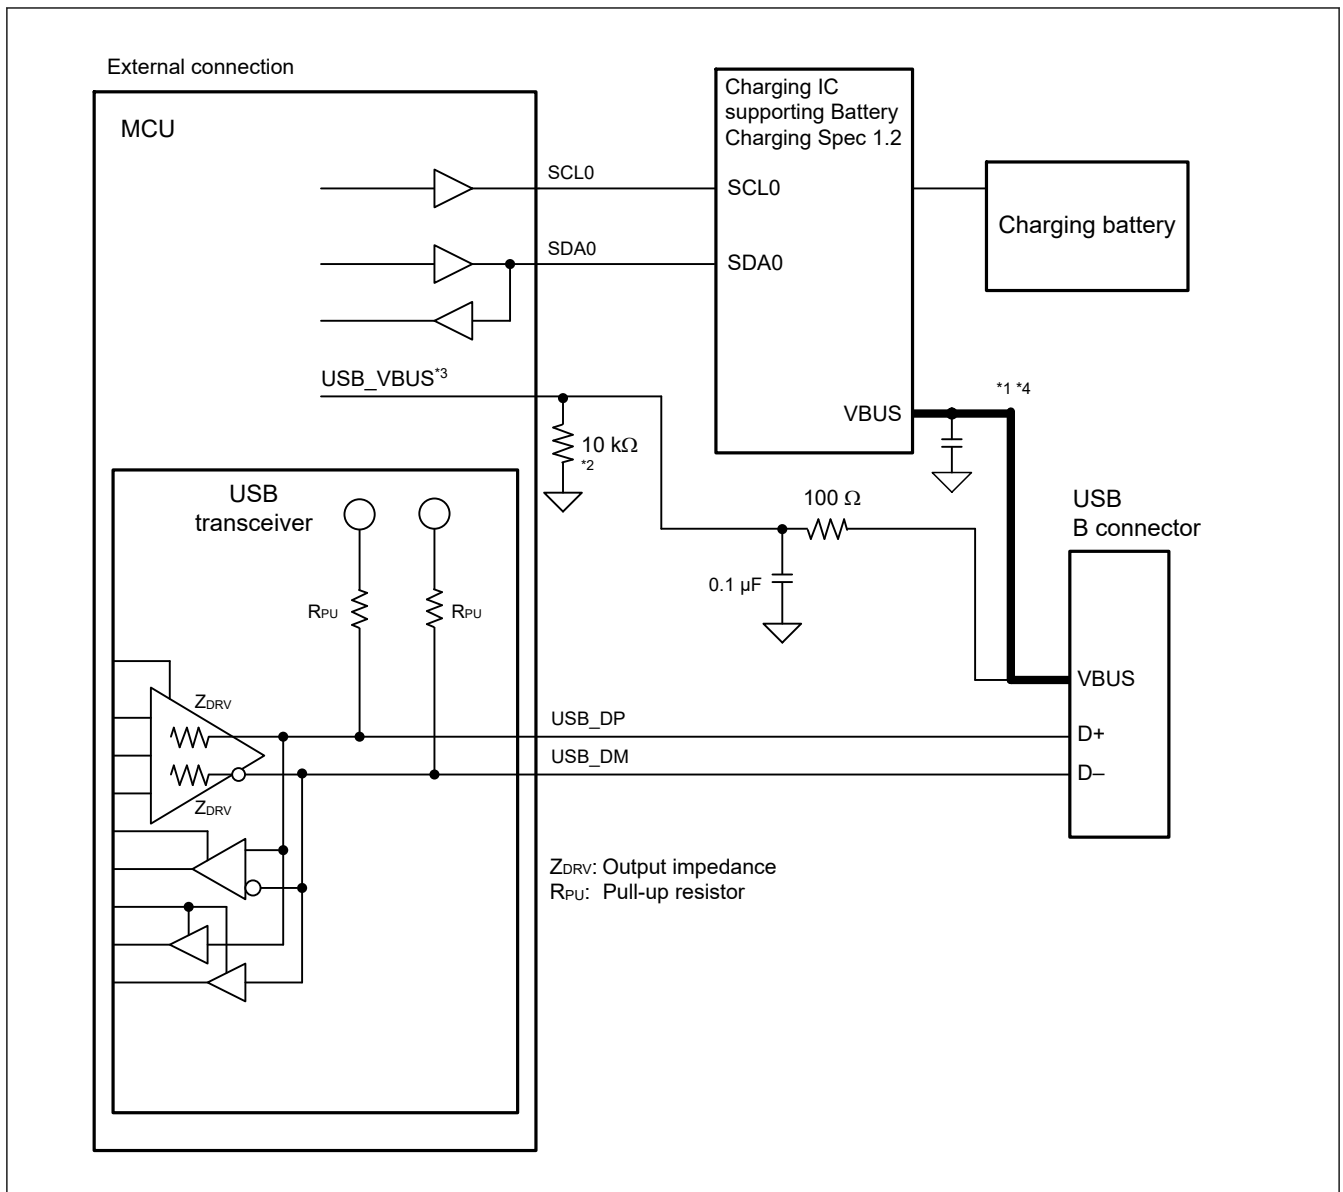 External connection
MCU
Charging IC
supporting Battery
Charging Spec 1.2
SCL0
SCL0
Charging battery
SDA0
SDA0
USB_VBUS*3
*1 *4
VBUS
10 kΩ
*2
USB
transceiver
100 Ω
USB
B connector
0.1 µF
RPU
RPU
VBUS
ZDRV
USB_DP
D+
USB_DM
D–
ZDRV
ZDRV: Output impedance
RPU: Pull-up resistor